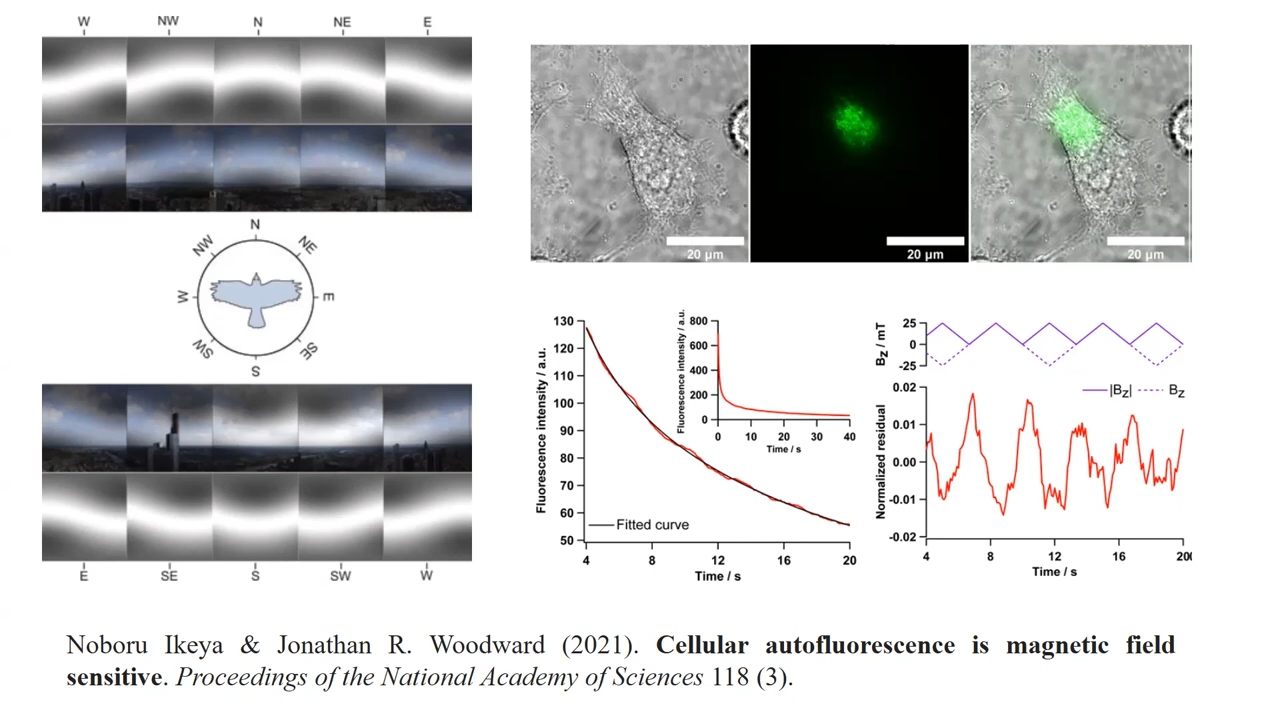 W NW N NE E
N
NW NE
W E
SW SE
S
E SE S SW W
20 μm 20 μm 20 μm
Fluorescence intensity / a.u.
130
120
110
100
90
80
70
60
50
4 8 12 16 20
Time / s
Fitted curve
Fluorescence intensity / a.u.
800
600
400
200
0
0 10 20 30 40
Time / s
Bz / mT
25
0
-25
|Bz| Bz
Normalized residual
0.02
0.01
0.00
-0.01
-0.02
4 8 12 16 200
Time / s
Noboru Ikeya & Jonathan R. Woodward (2021). Cellular autofluorescence is magnetic field
sensitive. Proceedings of the National Academy of Sciences 118 (3).